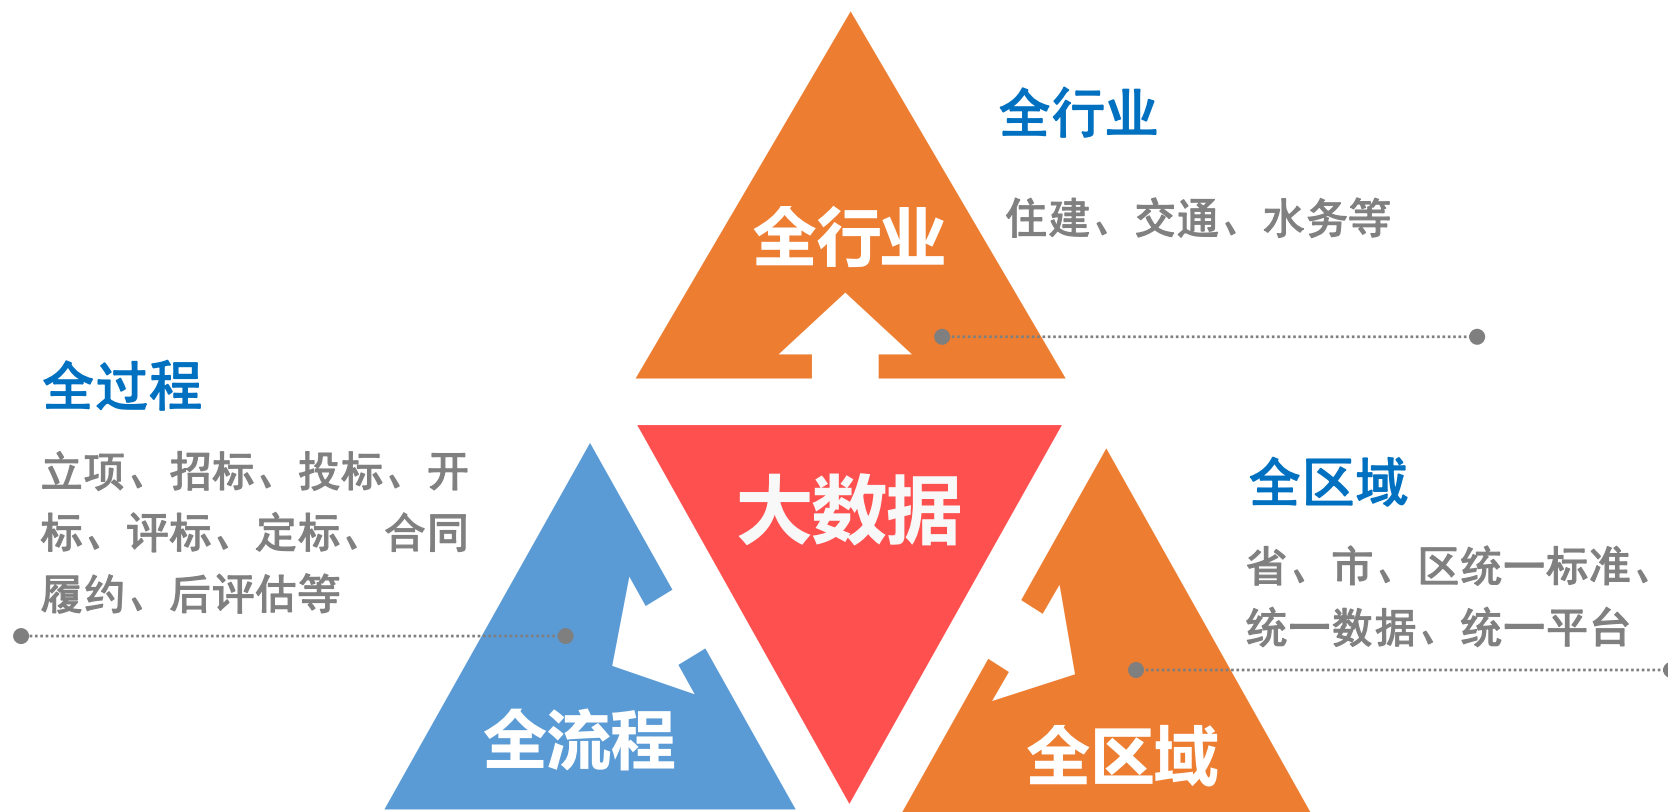 全行业
住建、交通、水务等
全行业
全过程
立项、招标、投标、开
标、评标、定标、合同
履约、后评估等
大数据
全区域
省、市、区统一标准、
统一数据、统一平台
全流程
全区域